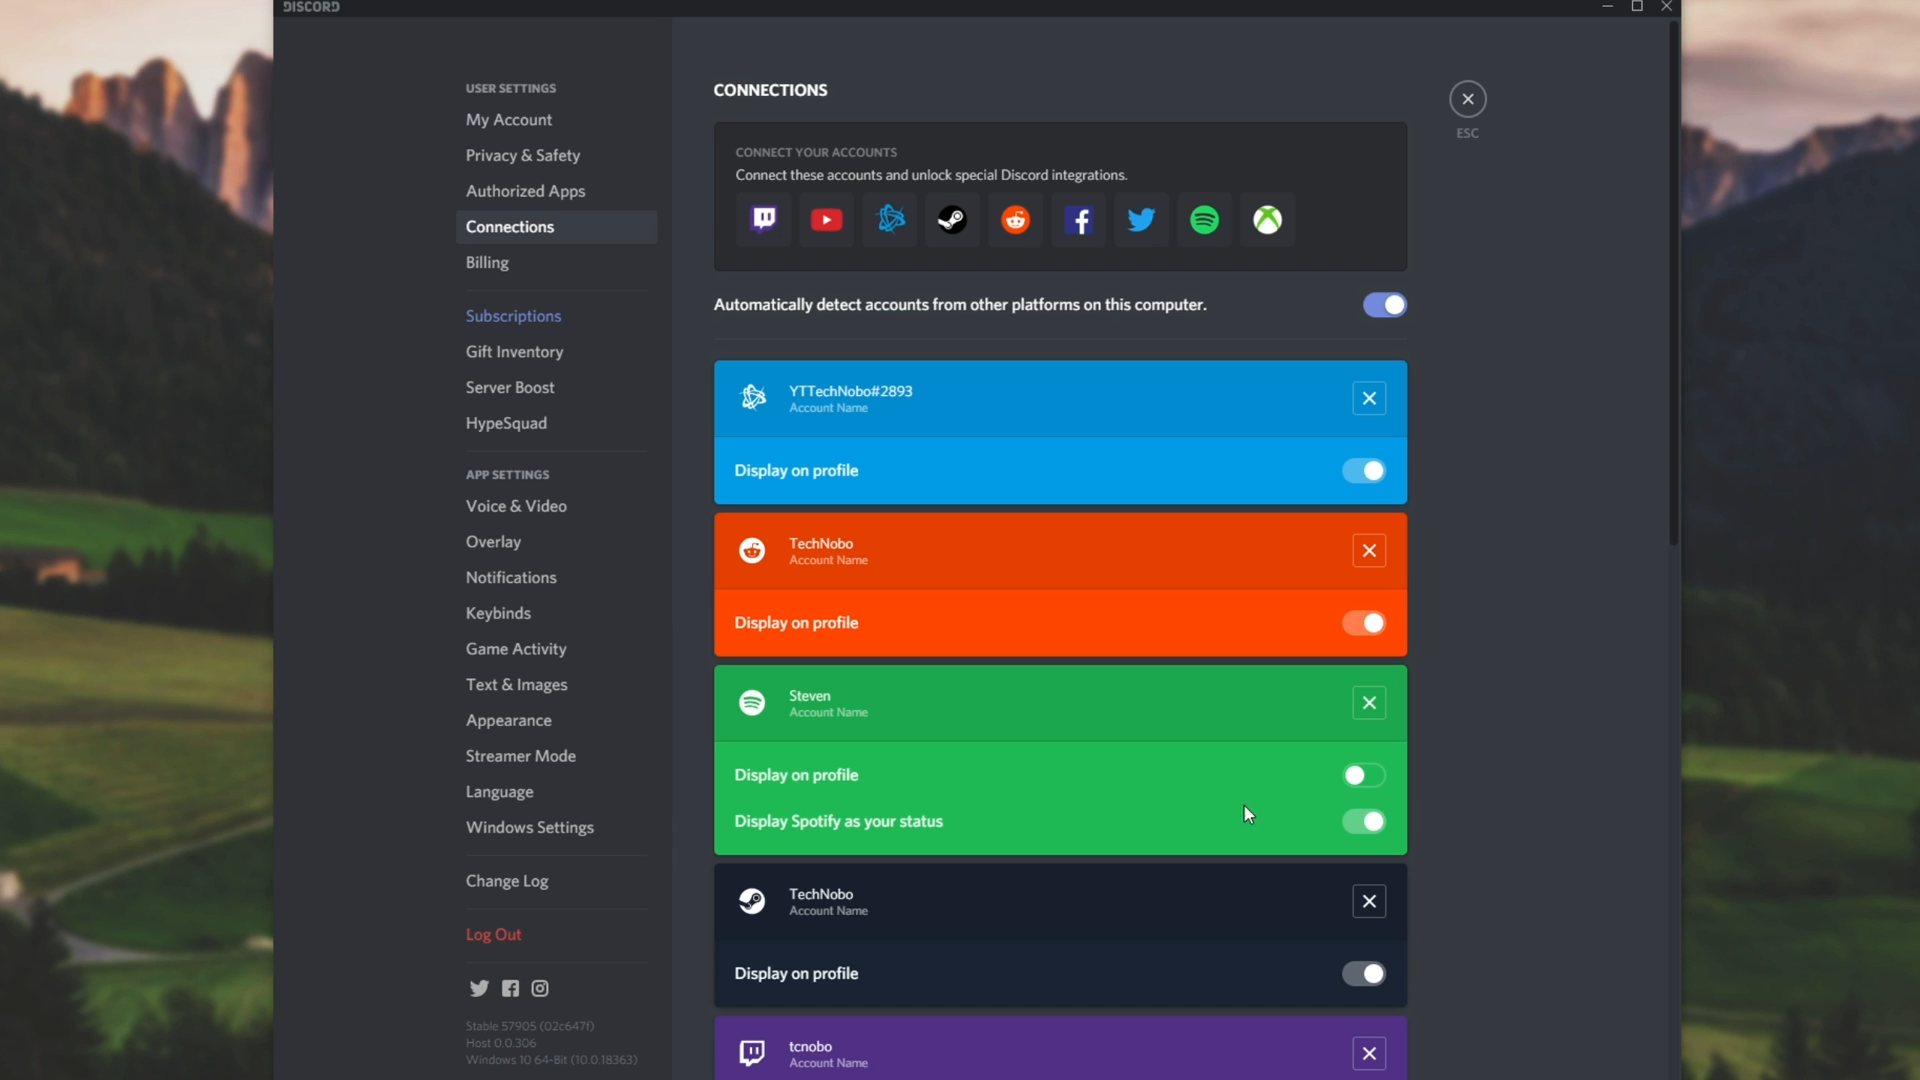 DISCORD
USER SETTINGS
My Account
Privacy & Safety
Authorized Apps
Connections
Billing
Subscriptions
Gift Inventory
Server Boost
HypeSquad
APP SETTINGS
Voice & Video
Overlay
Notifications
Keybinds
Game Activity
Text & Images
Appearance
Streamer Mode
Language
Windows Settings
Change Log
Log Out
Stable 57905 (02c647f)
Host 0.0.306
Windows 10 64-Bit (10.0.18363)
CONNECTIONS
CONNECT YOUR ACCOUNTS
Connect these accounts and unlock special Discord integrations.
Automatically detect accounts from other platforms on this computer.
YTTechNobo#2893
Account Name
Display on profile
TechNobo
Account Name
Display on profile
Steven
Account Name
Display on profile
Display Spotify as your status
TechNobo
Account Name
Display on profile
tcnobo
Account Name
ESC